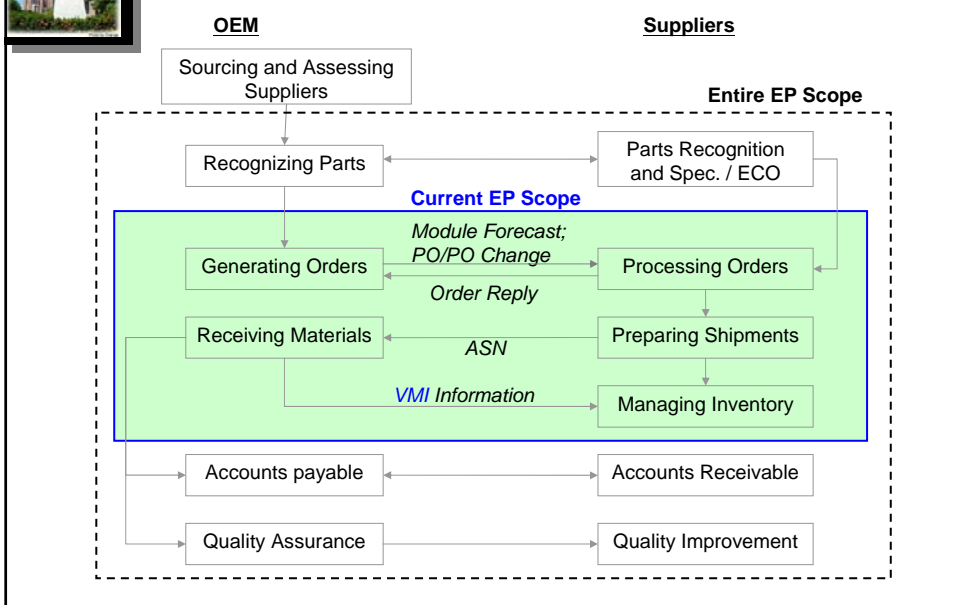 OEM
Suppliers
Sourcing and Assessing
Suppliers
Entire EP Scope
Recognizing Parts
Parts Recognition
and Spec. / ECO
Current EP Scope
Module Forecast;
PO/PO Change
Generating Orders
Processing Orders
Order Reply
Receiving Materials
ASN
Preparing Shipments
VMI Information
Managing Inventory
Accounts payable
Accounts Receivable
Quality Assurance
Quality Improvement